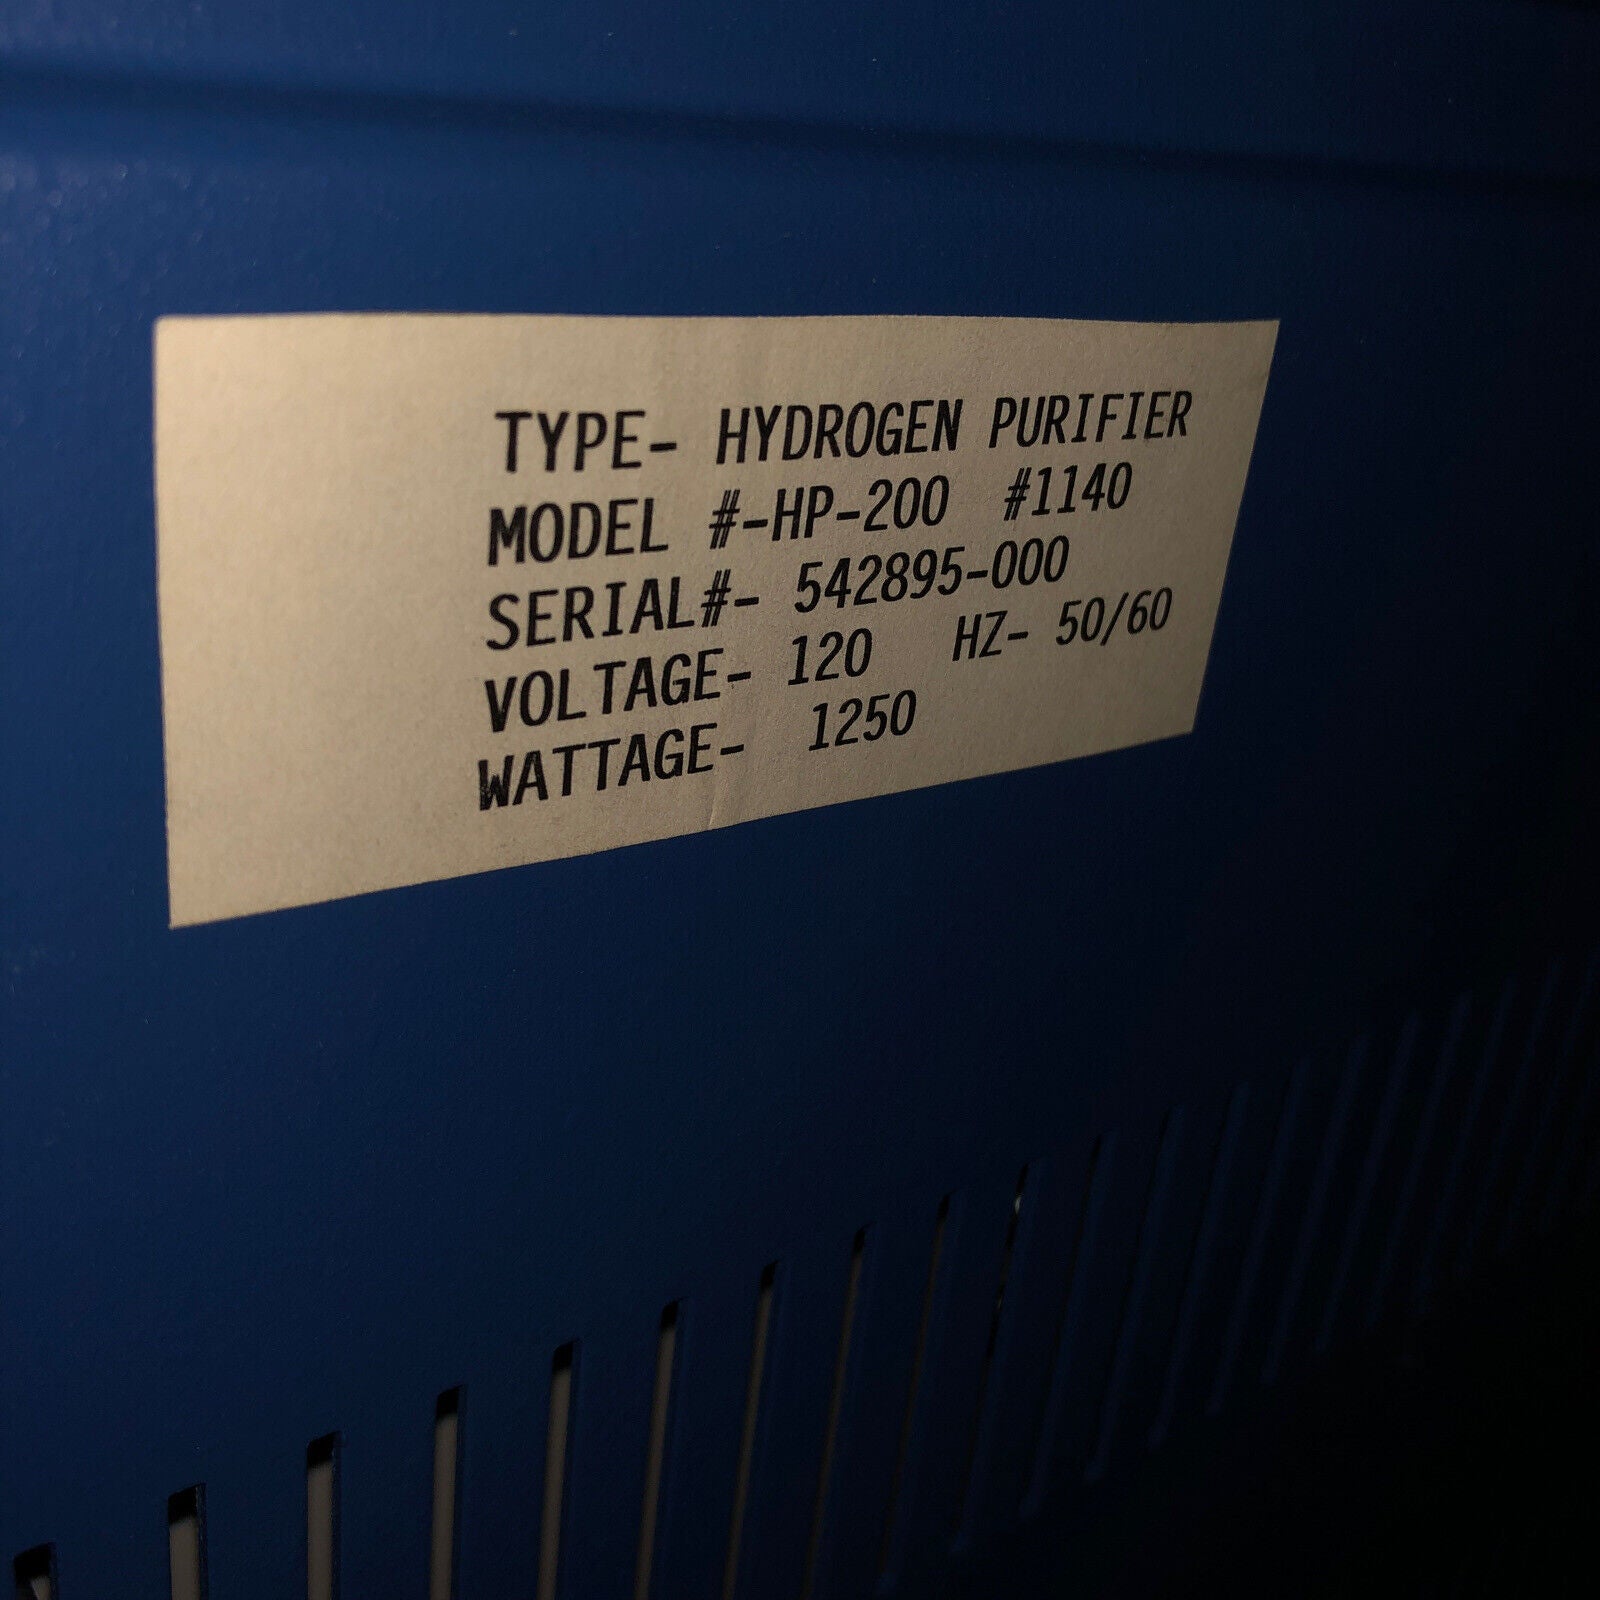 TYPE- HYDROGEN PURIFIER
MODEL #-HP-200 #1140
SERIAL#- 542895-000
VOLTAGE- 120 HZ- 50/60
WATTAGE- 1250